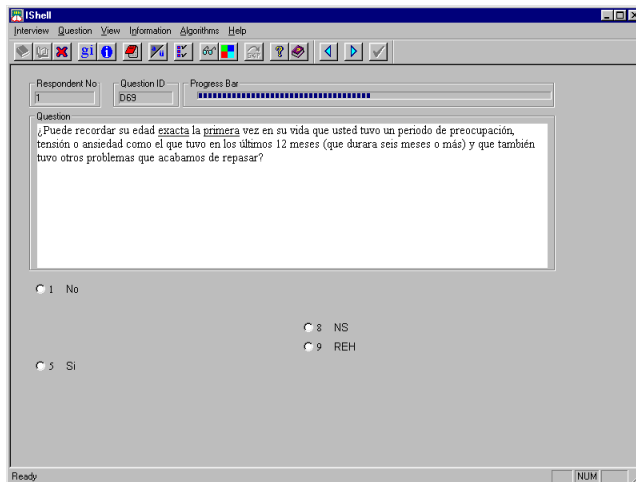 IShell
Interview Question View Information Algorithms Help
gi
Respondent No
Question ID
Progress Bar
1
D69
Question
¿Puede recordar su edad exacta la primera vez en su vida que usted tuvo un periodo de preocupación,
tensión o ansiedad como el que tuvo en los últimos 12 meses (que durara seis meses o más) y que también
tuvo otros problemas que acabamos de repasar?
1 No
8 NS
9 REH
5 Si
Ready
NUM